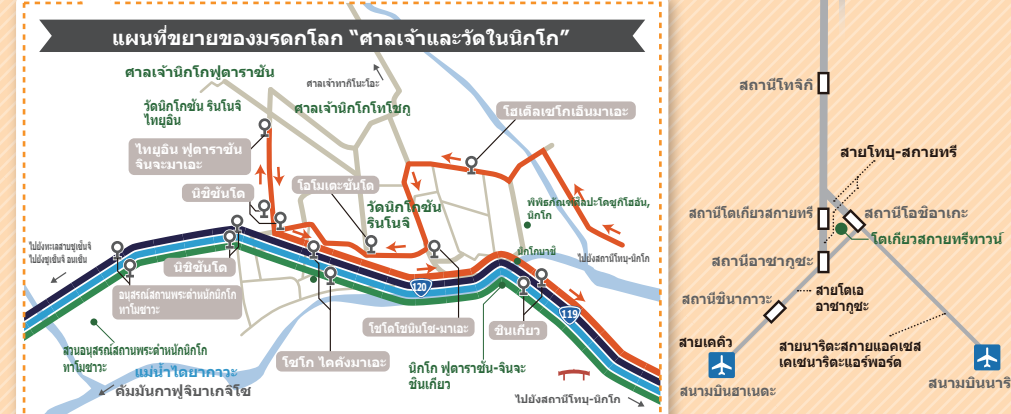 แผนที่ขยายของมรดกโลก “ศาลเจ้าและวัดในนิกโก”
ศาลเจ้านิกโกฟูตาราซัน
ศาลเจ้าทากิโนะโอะ
วัดนิกโกซัน รินโนจิ
ไทยูอิน
ศาลเจ้านิกโกโทโชกู
โฮเต็ลเซโกเอ็นมาเอะ
ไทยูอิน ฟูตาราซัน
จินจะมาเอะ
นิชิซันโด
โอโมเตะซันโด
วัดนิกโกซัน
รินโนจิ
พิพิธภัณฑ์ศิลปะโคซูกิโฮอัน,
นิกโก
นิกโกนาซี
ไปยังสถานีโทบุ-นิกโก
ไปยังทะเลสาบชูเซ็นจิ
ไปยังชูเซ็นจิ อนเซ็น
นิชิซันโด
อนุสรณ์สถานพระตำหนักนิกโก
ทาโมซาวะ
120
119
โชโดโชนินโซ-มาเอะ
ชินเคียว
โซโก ไคคังมาเอะ
สวนอนุสรณ์สถานพระตำหนักนิกโก
ทาโมซาวะ
แม่น้ำไดยากาวะ
คัมมันกาฟูจิบาเกจิโซ
นิกโก ฟูตาราซัน-จินจะ
ชินเกียว
ไปยังสถานีโทบุ-นิกโก
สถานีโทจิกิ
สายโทบุ-สกายทรี
สถานีโตเกียวสกายทรี
สถานีโอชิอาเกะ
โตเกียวสกายทรีทาวน์
สถานีอาซากุซะ
สายโตเอ
อาซากุซะ
สถานีชินากาวะ
สายเคคิว
สายนาริตะสกายแอคเซส
เคเซนาริตะแอร์พอร์ต
สนามบินฮาเนดะ
สนามบินนาริ